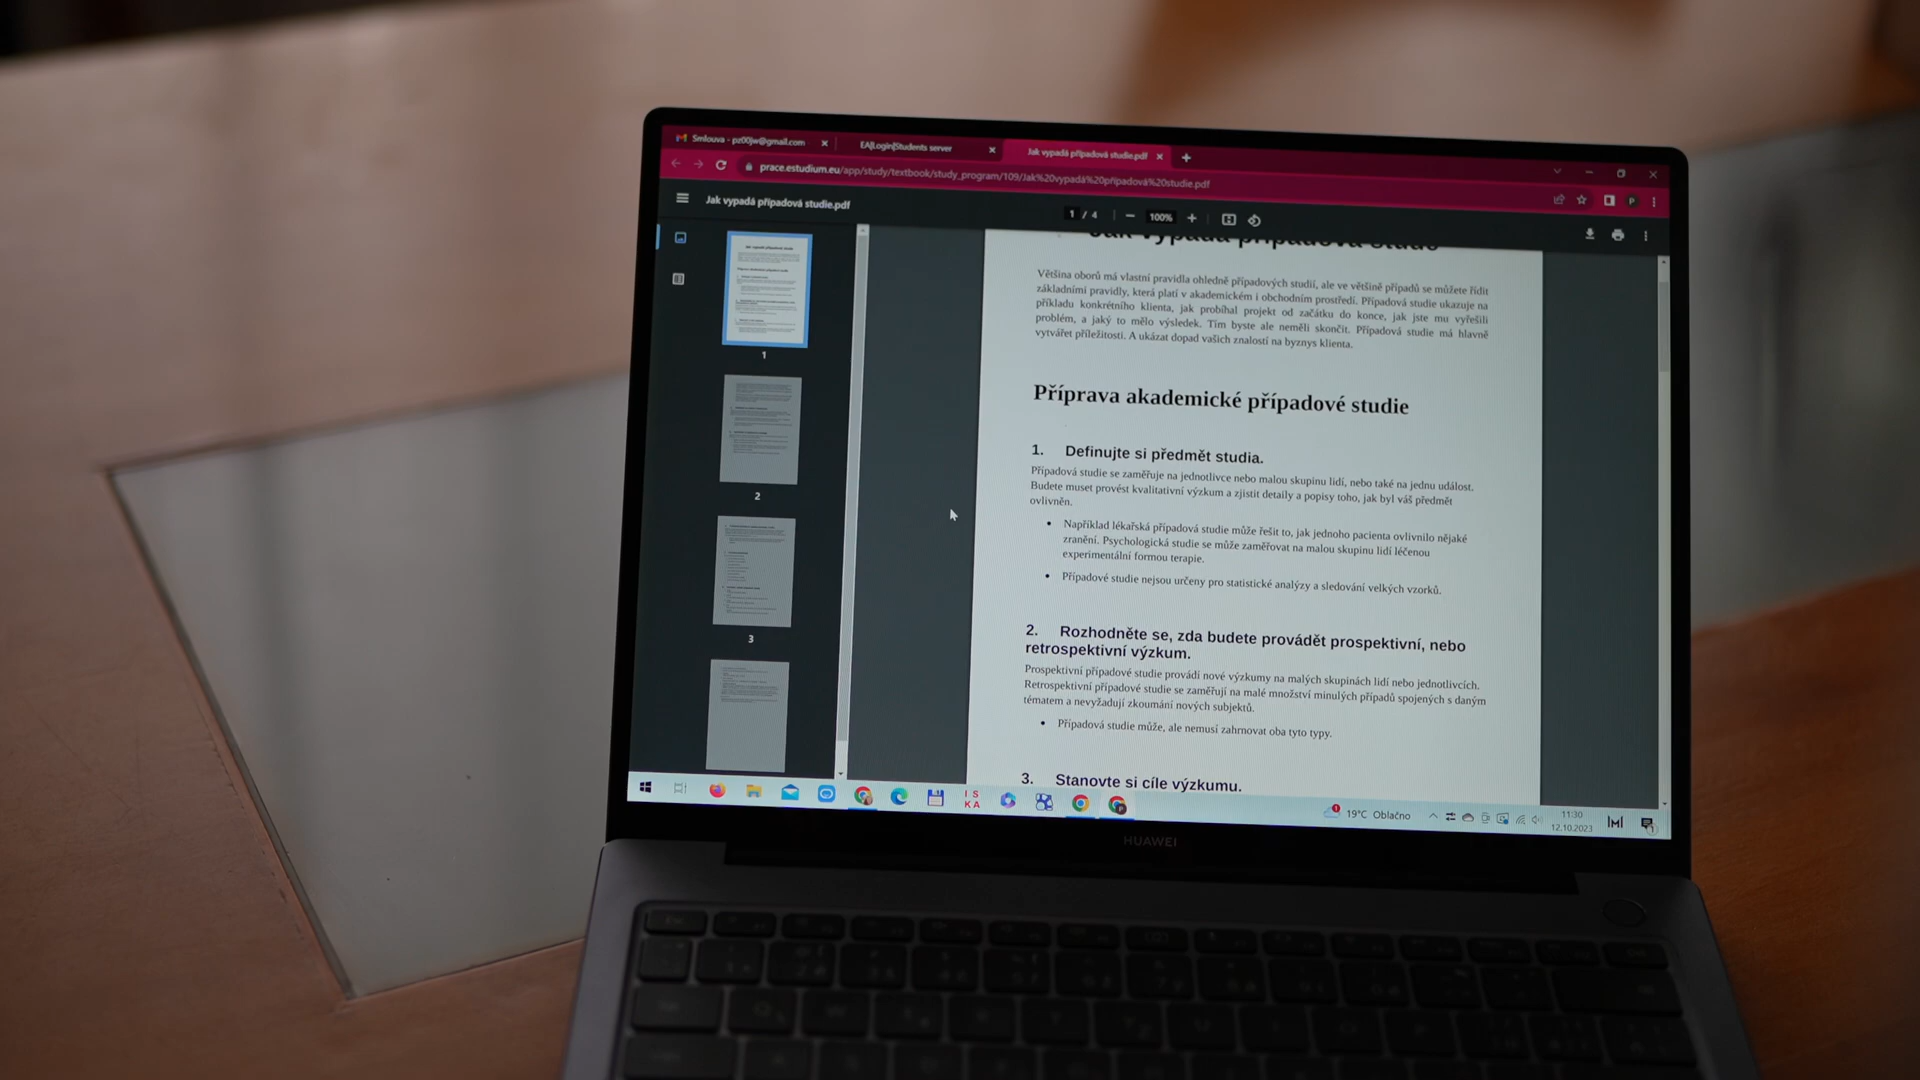 Smlouva - pz00jw@gmail.com
EA|Login|Students server
Jak vypadá případová studie.pdf
prace.estudium.eu/app/study/textbook/study_program/109/Jak%20vypadá%20případová%20studie.pdf
Jak vypadá případová studie.pdf
1 / 4
100%
1
2
3
Jak vypadá případová studie
Většina oborů má vlastní pravidla ohledně případových studií, ale ve většině případů se můžete řídit
základními pravidly, která platí v akademickém i obchodním prostředí. Případová studie ukazuje na
příkladu konkrétního klienta, jak probíhal projekt od začátku do konce, jak jste mu vyřešili
problém, a jaký to mělo výsledek. Tím byste ale neměli skončit. Případová studie má hlavně
vytvářet příležitosti. A ukázat dopad vašich znalostí na byznys klienta.
Příprava akademické případové studie
1. Definujte si předmět studia.
Případová studie se zaměřuje na jednotlivce nebo malou skupinu lidí, nebo také na jednu událost.
Budete muset provést kvalitativní výzkum a zjistit detaily a popisy toho, jak byl váš předmět
ovlivněn.
• Například lékařská případová studie může řešit to, jak jednoho pacienta ovlivnilo nějaké
zranění. Psychologická studie se může zaměřovat na malou skupinu lidí léčenou
experimentální formou terapie.
• Případové studie nejsou určeny pro statistické analýzy a sledování velkých vzorků.
2. Rozhodněte se, zda budete provádět prospektivní, nebo
retrospektivní výzkum.
Prospektivní případové studie provádí nové výzkumy na malých skupinách lidí nebo jednotlivcích.
Retrospektivní případové studie se zaměřují na malé množství minulých případů spojených s daným
tématem a nevyžadují zkoumání nových subjektů.
• Případová studie může, ale nemusí zahrnovat oba tyto typy.
3. Stanovte si cíle výzkumu.
I S
K A
19°C Oblačno
11:30
12.10.2023
HUAWEI